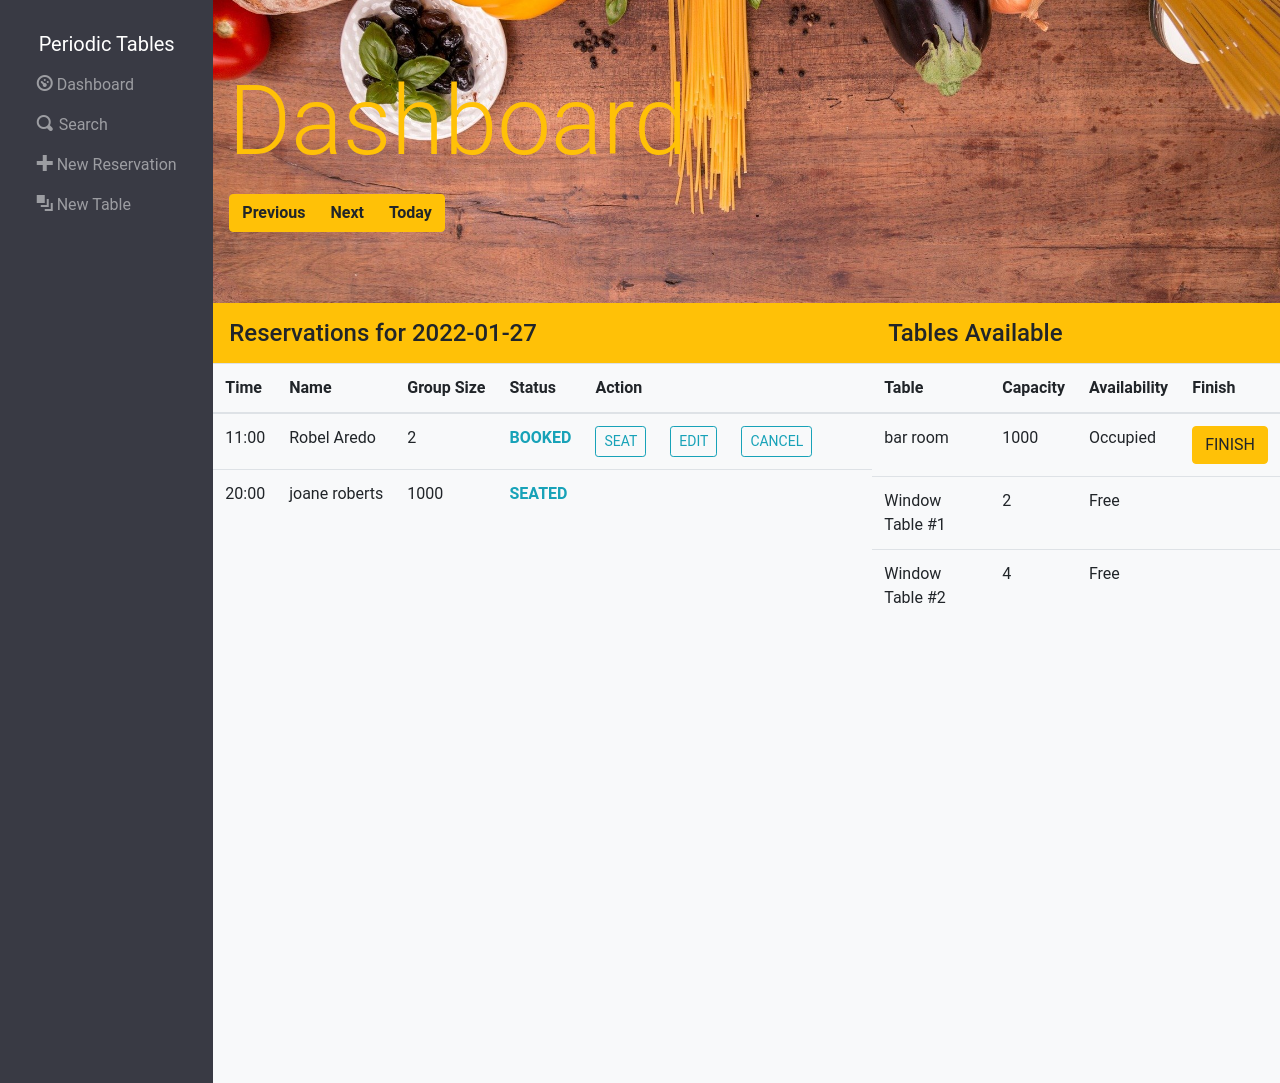 Periodic Tables
Dashboard
Search
New Reservation
New Table
Dashboard
Previous Next Today
Reservations for 2022-01-27
Time Name Group Size Status Action
11:00 Robel Aredo 2 BOOKED SEAT EDIT CANCEL
20:00 joane roberts 1000 SEATED
Tables Available
Table Capacity Availability Finish
bar room 1000 Occupied FINISH
Window Table #1 2 Free
Window Table #2 4 Free